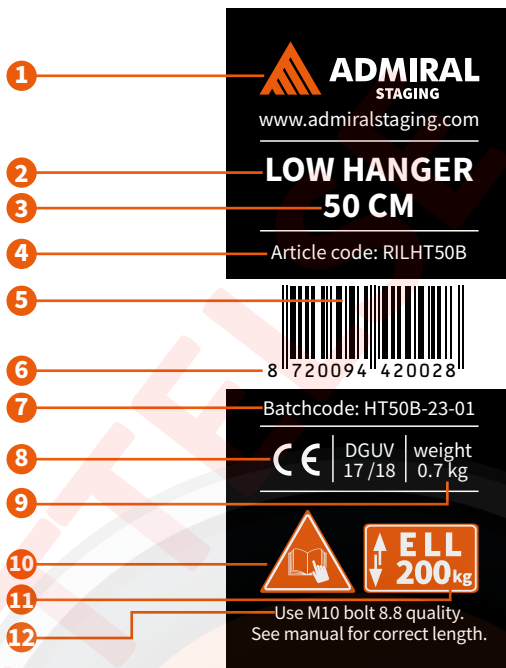 1
ADMIRAL
STAGING
www.admiralstaging.com
2
LOW HANGER
3
50 CM
4
Article code: RILHT50B
5
6
8 720094 420028
7
Batchcode: HT50B-23-01
8
CE
DGUV
17 /18
weight
0.7 kg
9
10
ELL
200kg
11
12
Use M10 bolt 8.8 quality.
See manual for correct length.